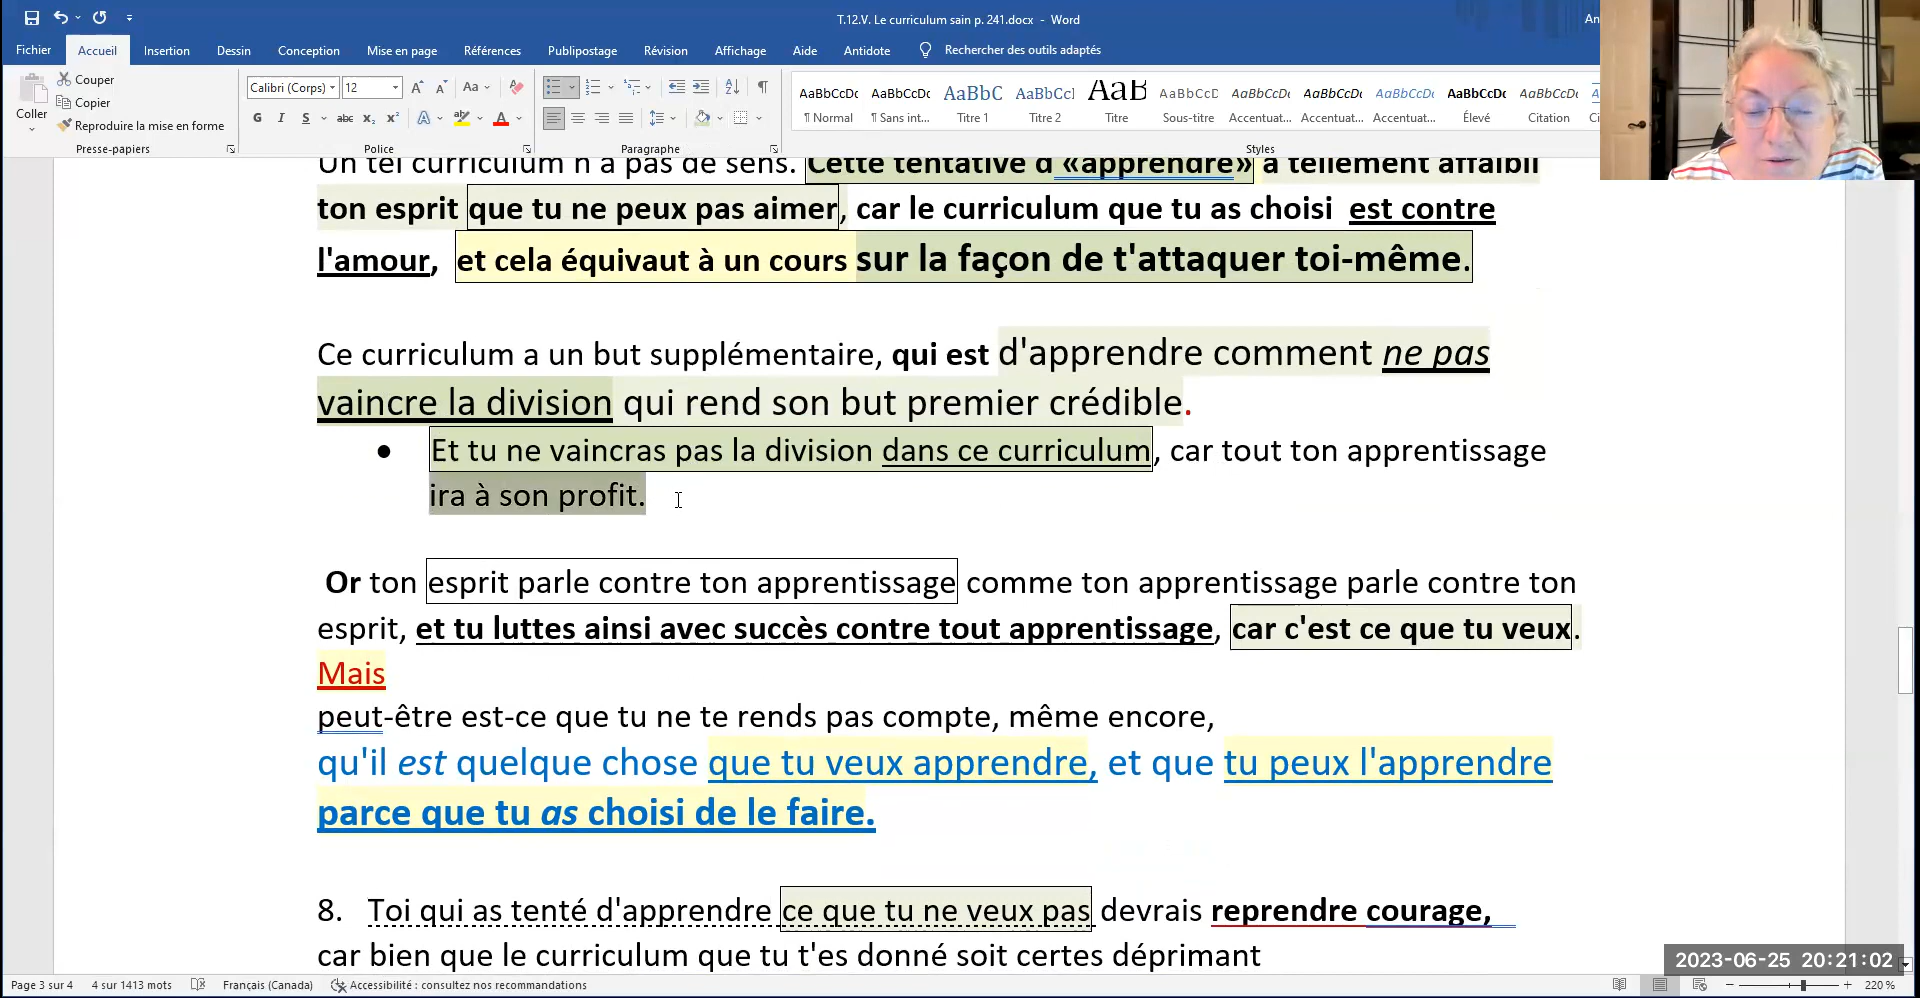 T.12.V. Le curriculum sain p. 241.docx - Word
An
Fichier Accueil Insertion Dessin Conception Mise en page Références Publipostage Révision Affichage Aide Antidote Rechercher des outils adaptés
Coller
Couper
Copier
Reproduire la mise en forme
Presse-papiers
Calibri (Corps) 12
Police
Paragraphe
AaBbCcDc AaBbCcDc AaBbC AaBbCcI AaB AaBbCcD AaBbCcDc AaBbCcDc AaBbCcDc AaBbCcDc AaBbCcDc
¶ Normal ¶ Sans int... Titre 1 Titre 2 Titre Sous-titre Accentuat... Accentuat... Accentuat... Élevé Citation
Styles
Un tel curriculum n'a pas de sens. Cette tentative d'«apprendre» a tellement affaibli
ton esprit que tu ne peux pas aimer, car le curriculum que tu as choisi est contre
l'amour, et cela équivaut à un cours sur la façon de t'attaquer toi-même.
Ce curriculum a un but supplémentaire, qui est d'apprendre comment ne pas
vaincre la division qui rend son but premier crédible.
● Et tu ne vaincras pas la division dans ce curriculum, car tout ton apprentissage
ira à son profit.
Or ton esprit parle contre ton apprentissage comme ton apprentissage parle contre ton
esprit, et tu luttes ainsi avec succès contre tout apprentissage, car c'est ce que tu veux.
Mais
peut-être est-ce que tu ne te rends pas compte, même encore,
qu'il est quelque chose que tu veux apprendre, et que tu peux l'apprendre
parce que tu as choisi de le faire.
8. Toi qui as tenté d'apprendre ce que tu ne veux pas devrais reprendre courage,
car bien que le curriculum que tu t'es donné soit certes déprimant
2023-06-25 20:21:02
Page 3 sur 4 4 sur 1413 mots Français (Canada) Accessibilité : consultez nos recommandations 220 %